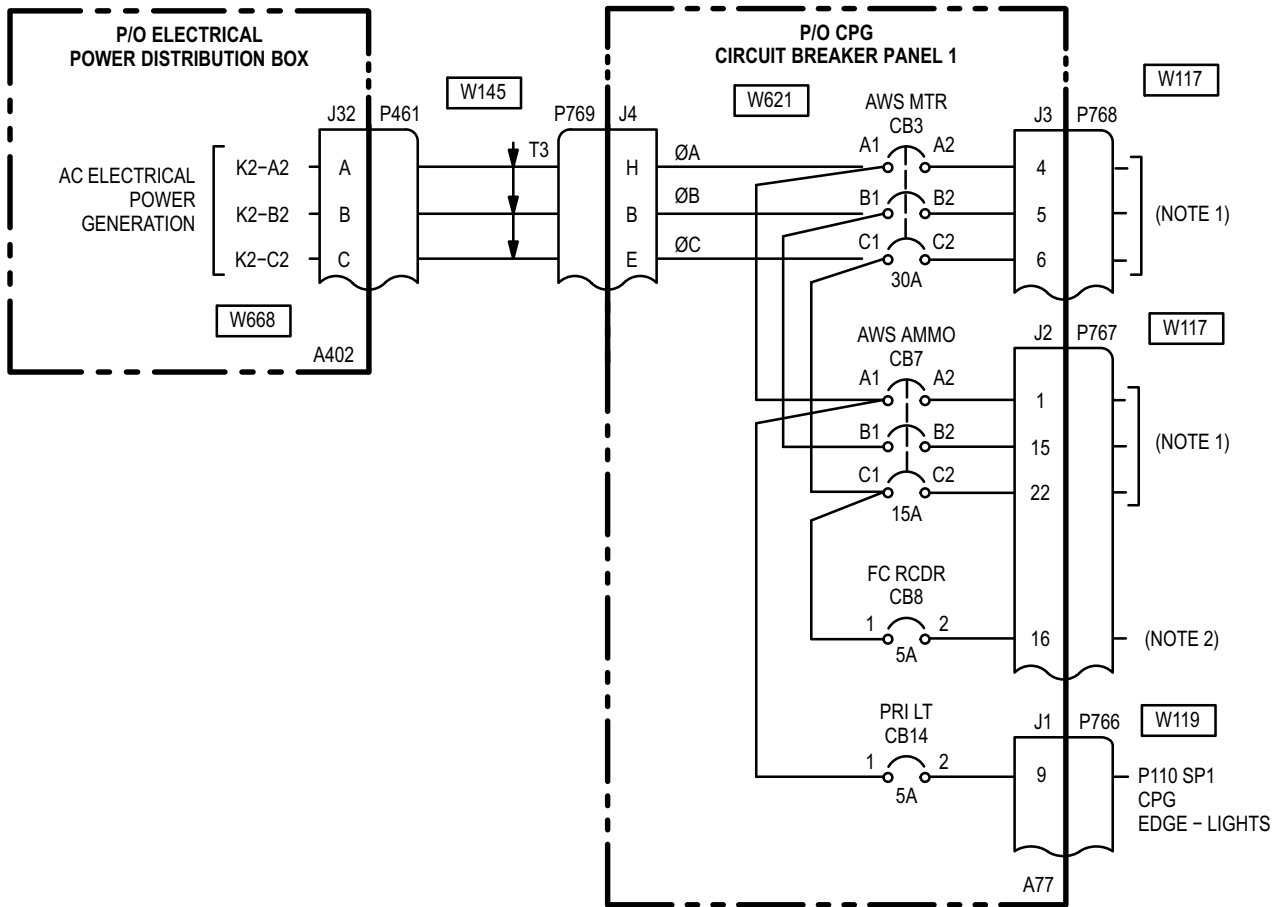 P/O ELECTRICAL
POWER DISTRIBUTION BOX
J32 P461
AC ELECTRICAL
POWER
GENERATION
K2−A2 A
K2−B2 B
K2−C2 C
W668
A402
W145
T3
P769 J4
H ØA
B ØB
E ØC
P/O CPG
CIRCUIT BREAKER PANEL 1
W621
AWS MTR
CB3
A1 A2
B1 B2
C1 C2
30A
J3 P768
W117
4
5
6
(NOTE 1)
AWS AMMO
CB7
A1 A2
B1 B2
C1 C2
15A
J2 P767
W117
1
15
22
(NOTE 1)
FC RCDR
CB8
1 2
5A
16
(NOTE 2)
PRI LT
CB14
1 2
5A
J1 P766
W119
9
P110 SP1
CPG
EDGE − LIGHTS
A77